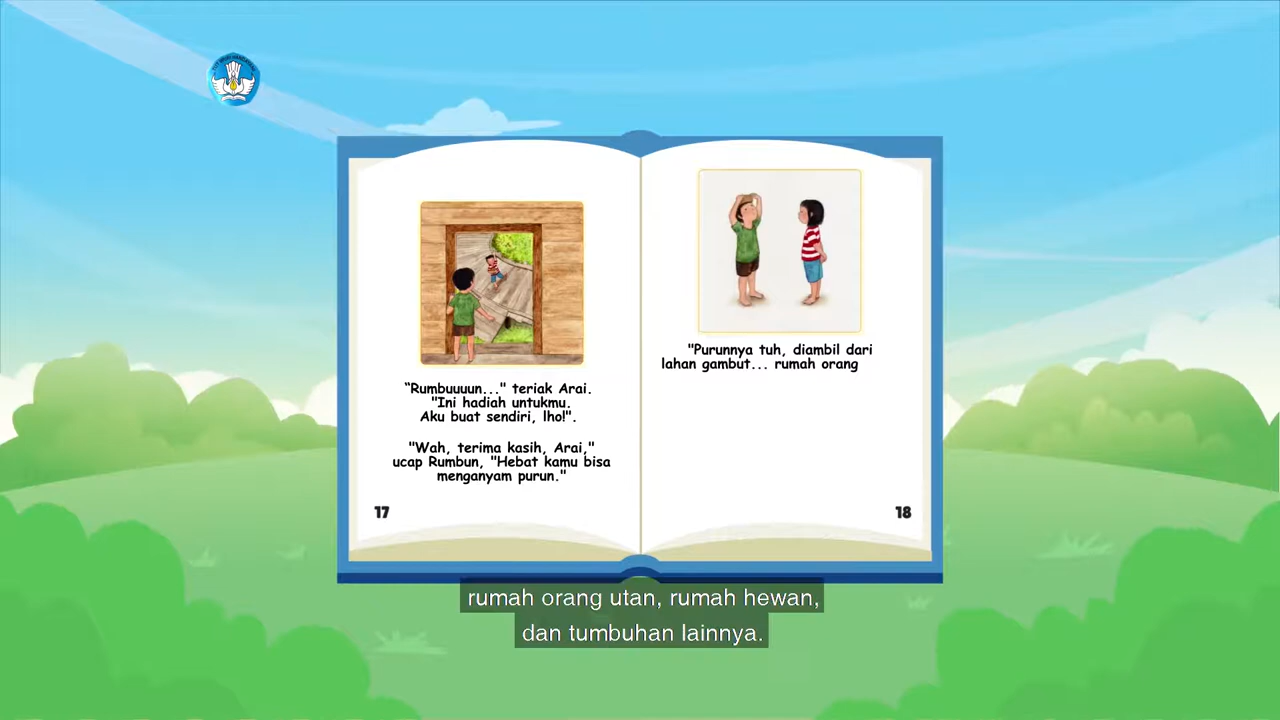 “Rumbuuuun..." teriak Arai.
"Ini hadiah untukmu.
Aku buat sendiri, lho!".
"Wah, terima kasih, Arai,"
ucap Rumbun, "Hebat kamu bisa
menganyam purun."
17
"Purunnya tuh, diambil dari
lahan gambut... rumah orang
18
rumah orang utan, rumah hewan,
dan tumbuhan lainnya.